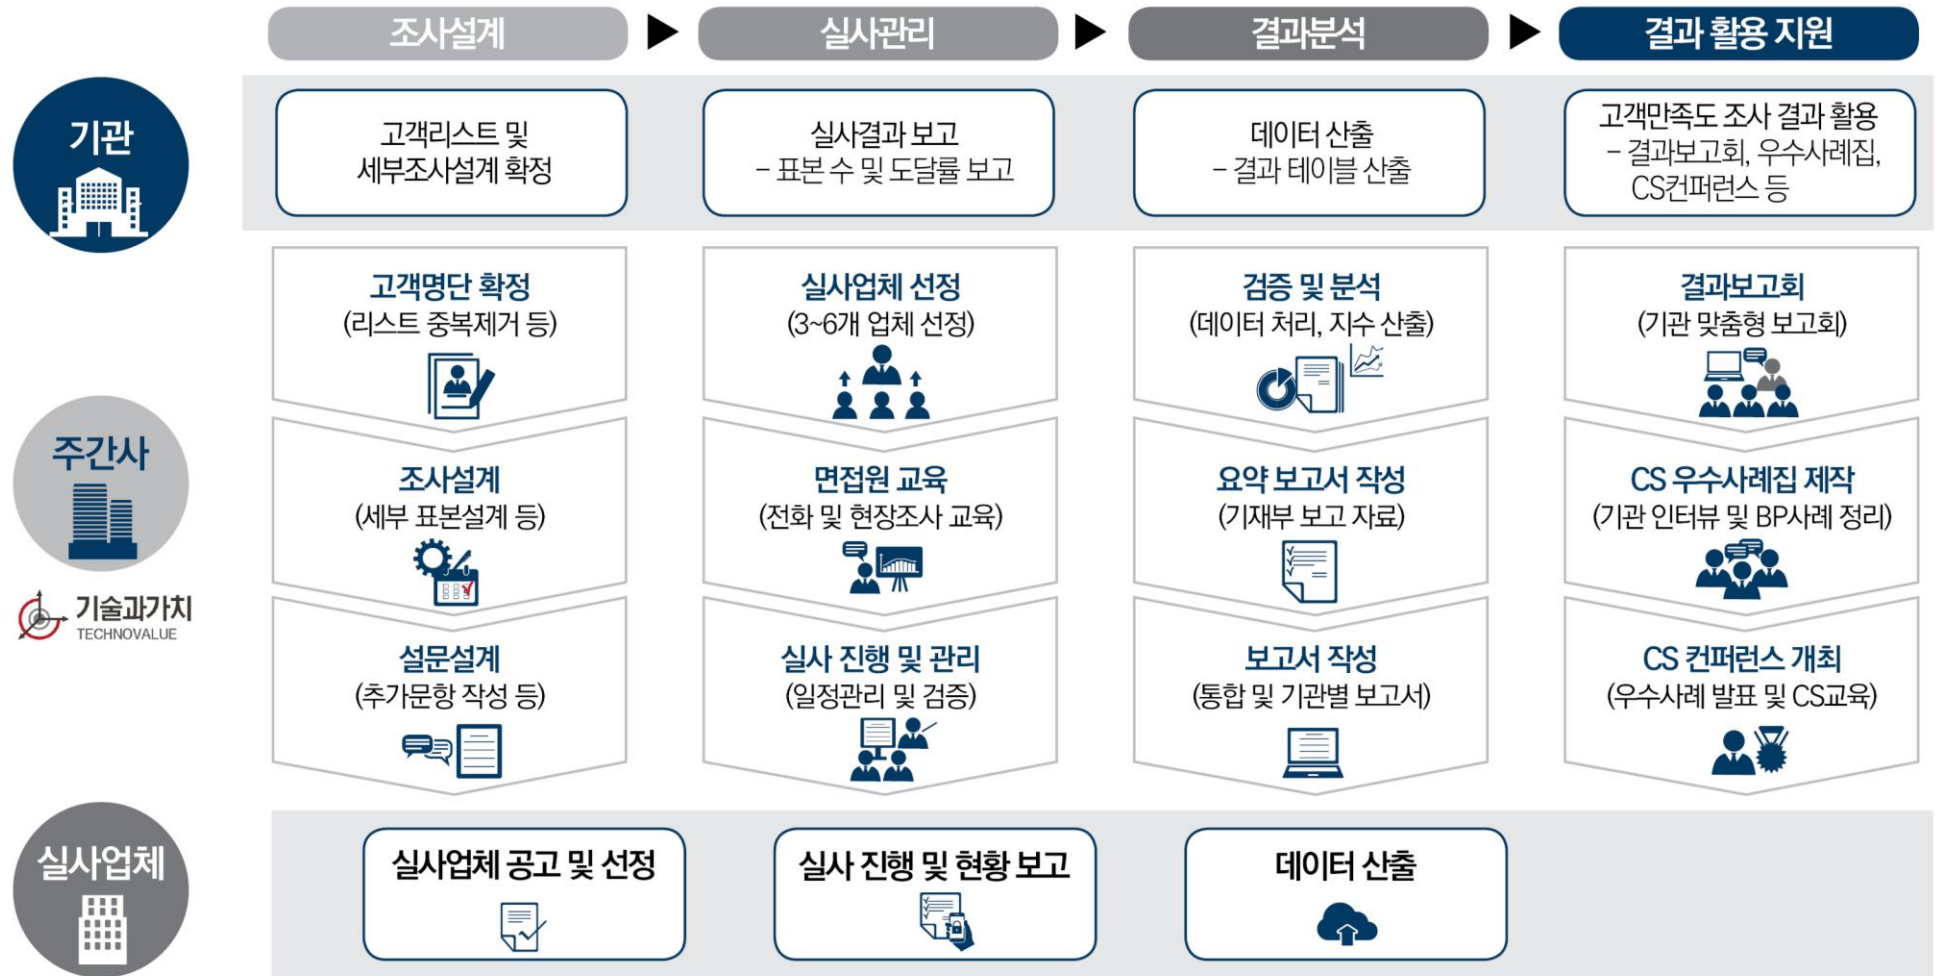 조사설계
실사관리
결과분석
결과 활용 지원
기관
고객리스트 및
세부조사설계 확정
실사결과 보고
– 표본 수 및 도달률 보고
데이터 산출
– 결과 테이블 산출
고객만족도 조사 결과 활용
– 결과보고회, 우수사례집,
CS컨퍼런스 등
주간사
기술과가치
TECHNOVALUE
고객명단 확정
(리스트 중복제거 등)
실사업체 선정
(3~6개 업체 선정)
검증 및 분석
(데이터 처리, 지수 산출)
결과보고회
(기관 맞춤형 보고회)
조사설계
(세부 표본설계 등)
면접원 교육
(전화 및 현장조사 교육)
요약 보고서 작성
(기재부 보고 자료)
CS 우수사례집 제작
(기관 인터뷰 및 BP사례 정리)
설문설계
(추가문항 작성 등)
실사 진행 및 관리
(일정관리 및 검증)
보고서 작성
(통합 및 기관별 보고서)
CS 컨퍼런스 개최
(우수사례 발표 및 CS교육)
실사업체
실사업체 공고 및 선정
실사 진행 및 현황 보고
데이터 산출